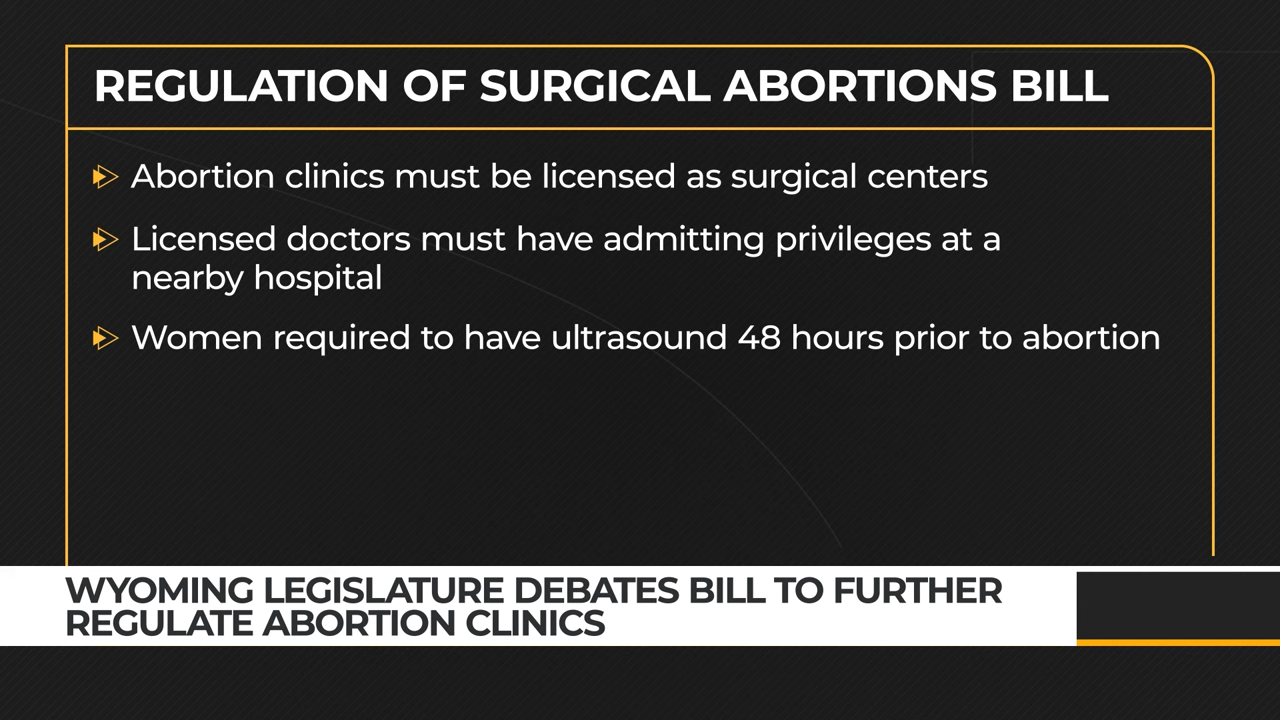 REGULATION OF SURGICAL ABORTIONS BILL
Abortion clinics must be licensed as surgical centers
Licensed doctors must have admitting privileges at a
nearby hospital
Women required to have ultrasound 48 hours prior to abortion
WYOMING LEGISLATURE DEBATES BILL TO FURTHER
REGULATE ABORTION CLINICS